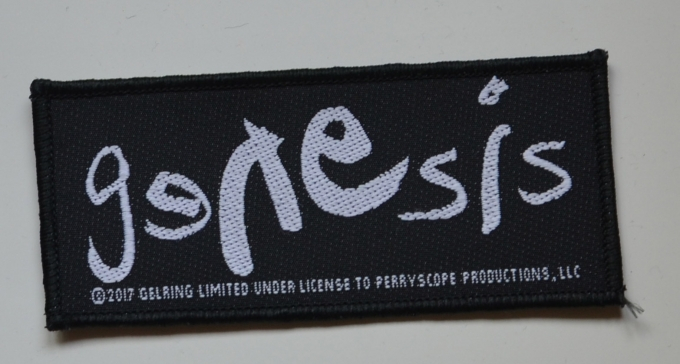 genesis
©2017 GELRING LIMITED UNDER LICENSE TO PERRYSCOPE PRODUCTIONS, LLC